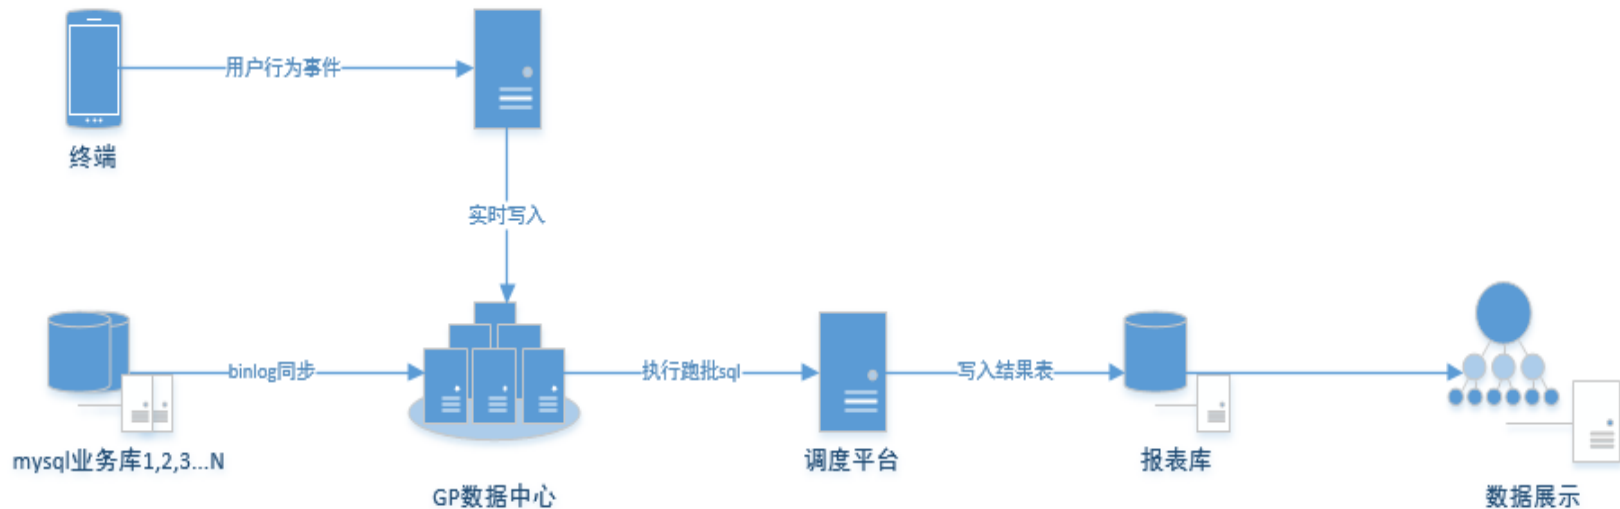 用户行为事件
终端
实时写入
binlog同步
执行跑批sql
写入结果表
mysql业务库1,2,3...N
GP数据中心
调度平台
报表库
数据展示